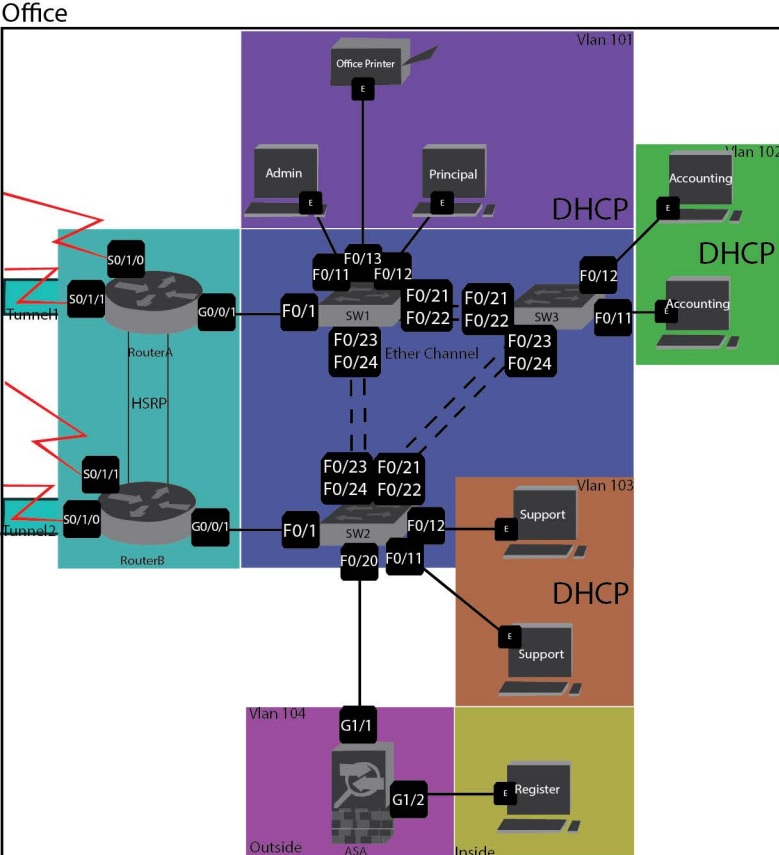 Office
Vlan 101
Office Printer
E
Admin
E
Principal
E
DHCP
Vlan 102
Accounting
E
DHCP
Accounting
E
S0/1/0
S0/1/1
Tunnel1
G0/0/1
RouterA
HSRP
F0/1
F0/11
F0/13
F0/12
SW1
F0/21
F0/22
F0/21
F0/22
SW3
F0/12
F0/11
F0/23
F0/24
Ether Channel
F0/23
F0/24
S0/1/1
S0/1/0
Tunnel2
G0/0/1
RouterB
F0/23
F0/24
F0/21
F0/22
F0/1
SW2
F0/12
F0/20
F0/11
Vlan 103
Support
E
DHCP
E
Support
Vlan 104
G1/1
G1/2
Outside
ASA
E
Register
Inside